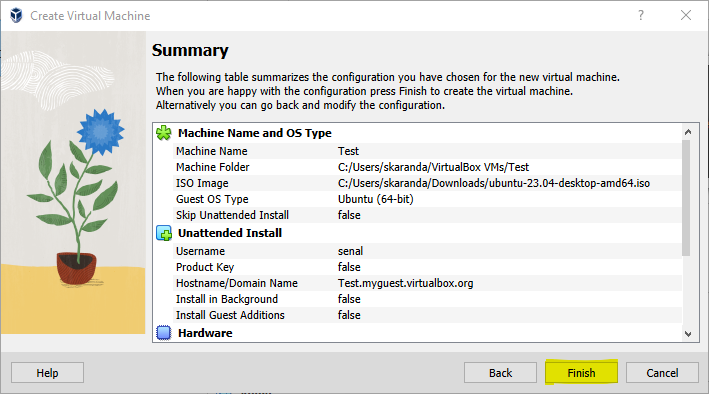 Create Virtual Machine
?
Summary
The following table summarizes the configuration you have chosen for the new virtual machine.
When you are happy with the configuration press Finish to create the virtual machine.
Alternatively you can go back and modify the configuration.
Machine Name and OS Type
Machine Name Test
Machine Folder C:/Users/skaranda/VirtualBox VMs/Test
ISO Image C:/Users/skaranda/Downloads/ubuntu-23.04-desktop-amd64.iso
Guest OS Type Ubuntu (64-bit)
Skip Unattended Install false
Unattended Install
Username senal
Product Key false
Hostname/Domain Name Test.myguest.virtualbox.org
Install in Background false
Install Guest Additions false
Hardware
Help Back Finish Cancel